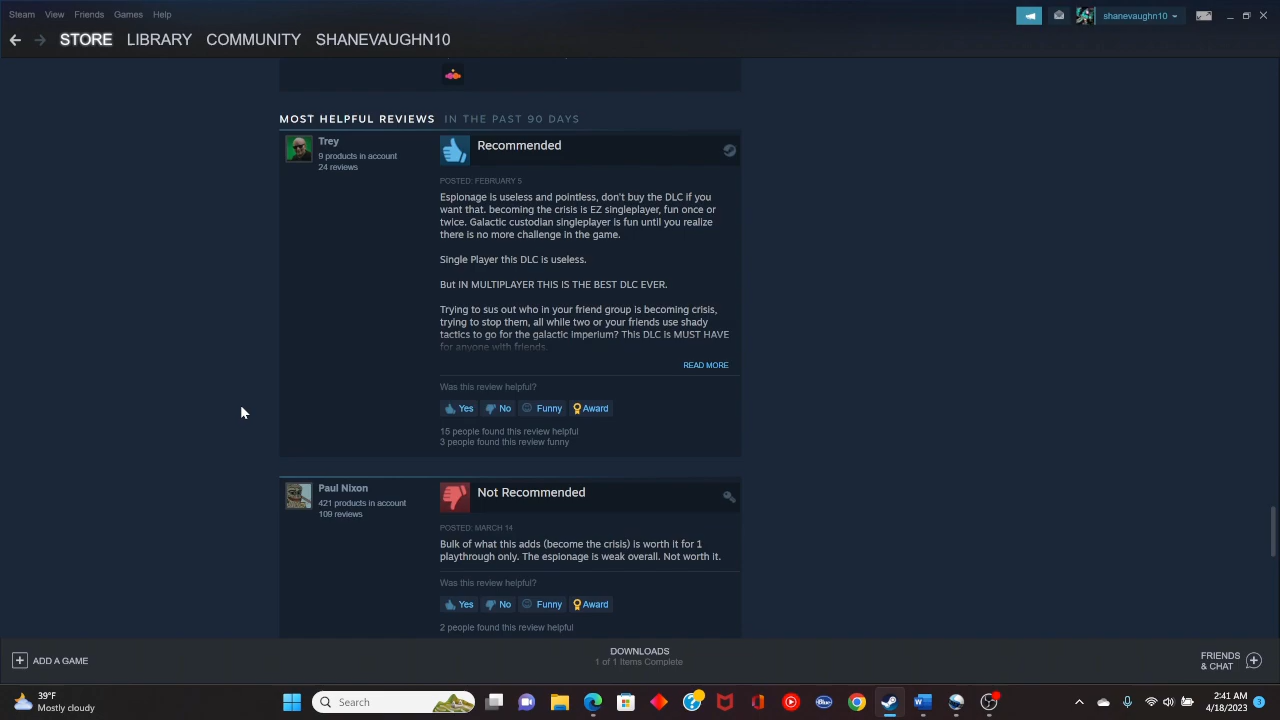 Steam View Friends Games Help
shanevaughn10
STORE LIBRARY COMMUNITY SHANEVAUGHN10
MOST HELPFUL REVIEWS IN THE PAST 90 DAYS
Trey
9 products in account
24 reviews
Recommended
POSTED: FEBRUARY 5
Espionage is useless and pointless, don't buy the DLC if you
want that. becoming the crisis is EZ singleplayer, fun once or
twice. Galactic custodian singleplayer is fun until you realize
there is no more challenge in the game.
Single Player this DLC is useless.
But IN MULTIPLAYER THIS IS THE BEST DLC EVER.
Trying to sus out who in your friend group is becoming crisis,
trying to stop them, all while two or your friends use shady
tactics to go for the galactic imperium? This DLC is MUST HAVE
for anyone with friends.
READ MORE
Was this review helpful?
Yes No Funny Award
15 people found this review helpful
3 people found this review funny
Paul Nixon
421 products in account
109 reviews
Not Recommended
POSTED: MARCH 14
Bulk of what this adds (become the crisis) is worth it for 1
playthrough only. The espionage is weak overall. Not worth it.
Was this review helpful?
Yes No Funny Award
2 people found this review helpful
ADD A GAME
DOWNLOADS
1 of 1 Items Complete
FRIENDS
& CHAT
39°F
Mostly cloudy
Search
2:41 AM
4/18/2023
3